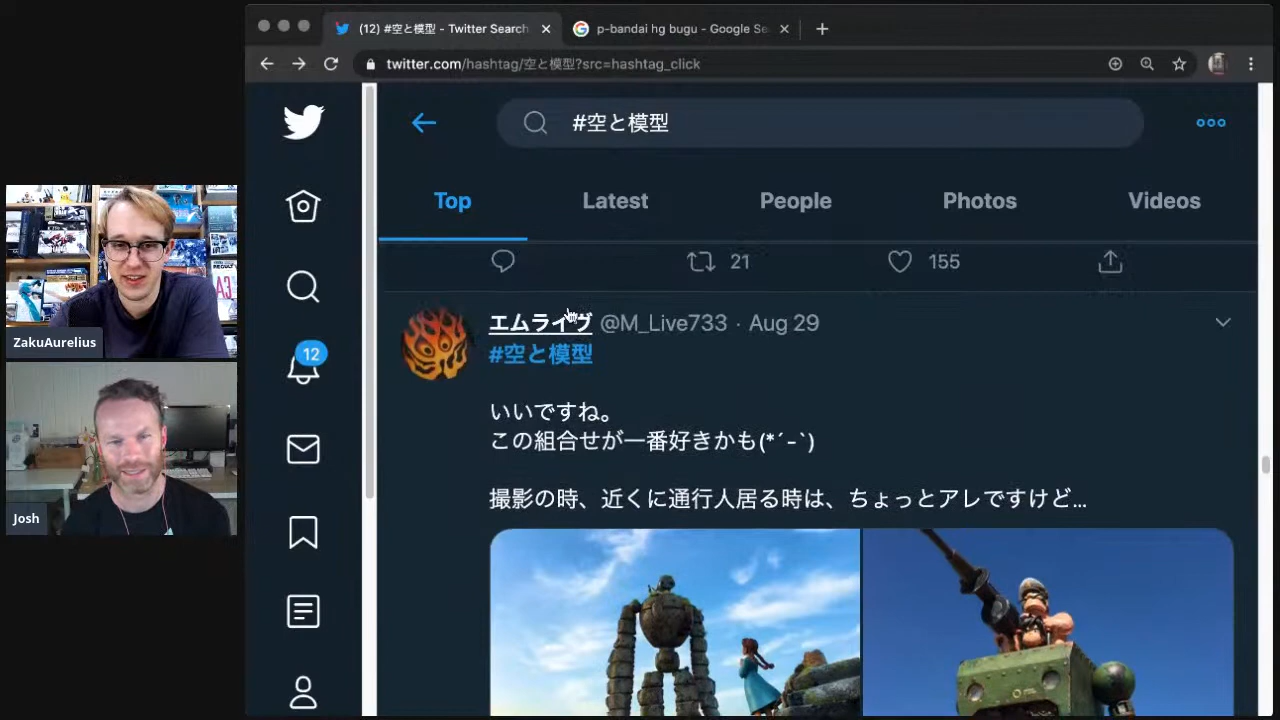 (12) #空と模型 - Twitter Search
p-bandai hg bugu - Google Se
twitter.com/hashtag/空と模型?src=hashtag_click
#空と模型
Top
Latest
People
Photos
Videos
21
155
エムライヴ @M_Live733 · Aug 29
#空と模型
いいですね。
この組合せが一番好きかも(*´-`)
撮影の時、近くに通行人居る時は、ちょっとアレですけど...
12
ZakuAurelius
Josh